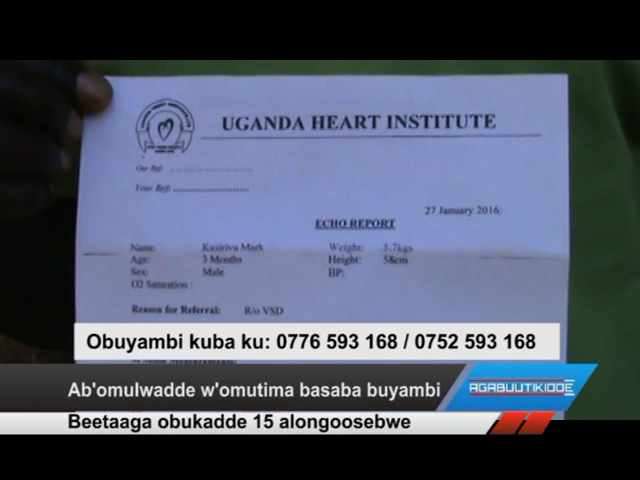 UGANDA HEART INSTITUTE
Our Ref:
Your Ref:
27 January 2016:
ECHO REPORT
Name: Kasirivu Mark Weight: 5.7kgs
Age: 3 Months Height: 58cm
Sex: Male BP:
O2 Saturation :
Reason for Referral: R/o VSD
Obuyambi kuba ku: 0776 593 168 / 0752 593 168
Ab'omulwadde w'omutima basaba buyambi
AGABUUTIKIDDE
Beetaaga obukadde 15 alongoosebwe